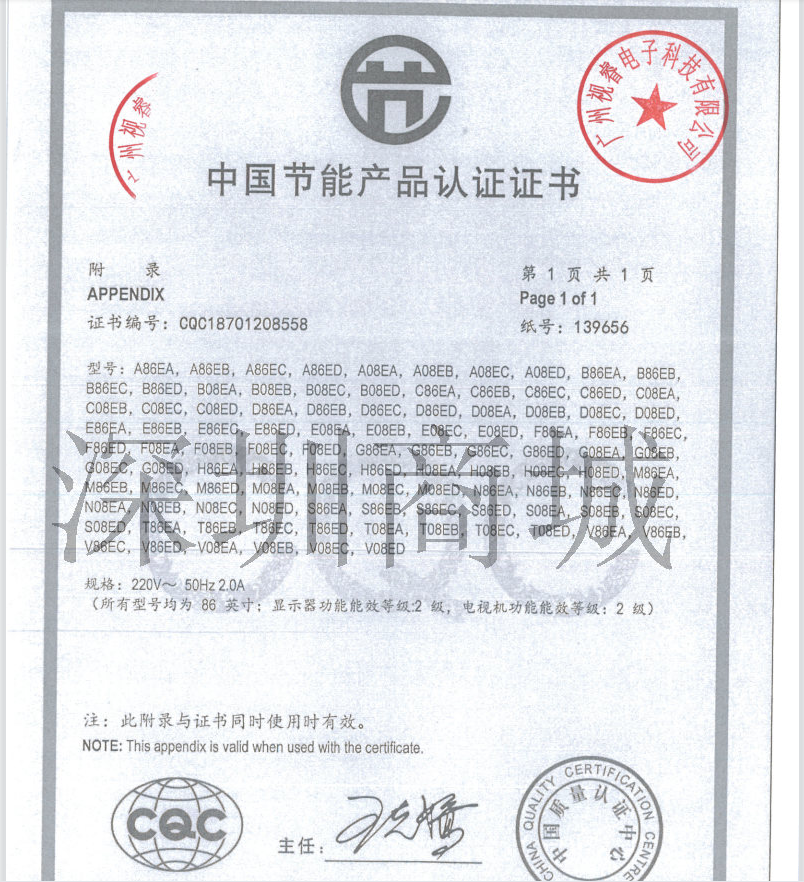 广州视睿
广州视睿电子科技有限公司
中国节能产品认证证书
附 录
第 1 页 共 1 页
APPENDIX
Page 1 of 1
证书编号：CQC18701208558
纸号：139656
型号：A86EA, A86EB, A86EC, A86ED, A08EA, A08EB, A08EC, A08ED, B86EA, B86EB,
B86EC, B86ED, B08EA, B08EB, B08EC, B08ED, C86EA, C86EB, C86EC, C86ED, C08EA,
C08EB, C08EC, C08ED, D86EA, D86EB, D86EC, D86ED, D08EA, D08EB, D08EC, D08ED,
E86EA, E86EB, E86EC, E86ED, E08EA, E08EB, E08EC, E08ED, F86EA, F86EB, F86EC,
F86ED, F08EA, F08EB, F08EC, F08ED, G86EA, G86EB, G86EC, G86ED, G08EA, G08EB,
G08EC, G08ED, H86EA, H86EB, H86EC, H86ED, H08EA, H08EB, H08EC, H08ED, M86EA,
M86EB, M86EC, M86ED, M08EA, M08EB, M08EC, M08ED, N86EA, N86EB, N86EC, N86ED,
N08EA, N08EB, N08EC, N08ED, S86EA, S86EB, S86EC, S86ED, S08EA, S08EB, S08EC,
S08ED, T86EA, T86EB, T86EC, T86ED, T08EA, T08EB, T08EC, T08ED, V86EA, V86EB,
V86EC, V86ED, V08EA, V08EB, V08EC, V08ED
深圳商城
规格：220V～ 50Hz 2.0A
（所有型号均为 86 英寸；显示器功能能效等级:2 级，电视机功能能效等级：2 级）
注：此附录与证书同时使用时有效。
NOTE: This appendix is valid when used with the certificate.
CQC
主任：
CHINA QUALITY CERTIFICATION CENTRE
中国质量认证中心